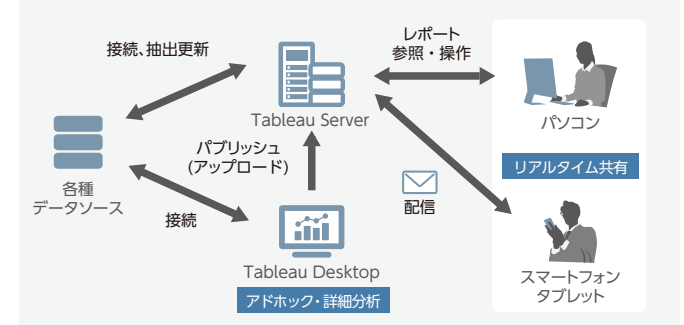 接続、抽出更新
レポート
参照・操作
Tableau Server
パソコン
パブリッシュ
(アップロード)
リアルタイム共有
各種
データソース
接続
配信
Tableau Desktop
アドホック・詳細分析
スマートフォン
タブレット